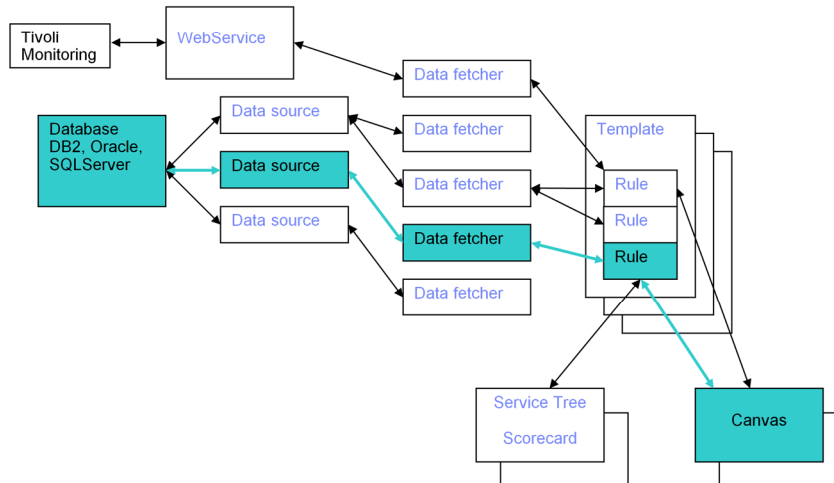 Tivoli
Monitoring
WebService
Data fetcher
Database
DB2, Oracle,
SQLServer
Data source
Data source
Data source
Data fetcher
Data fetcher
Data fetcher
Data fetcher
Template
Rule
Rule
Rule
Service Tree
Scorecard
Canvas